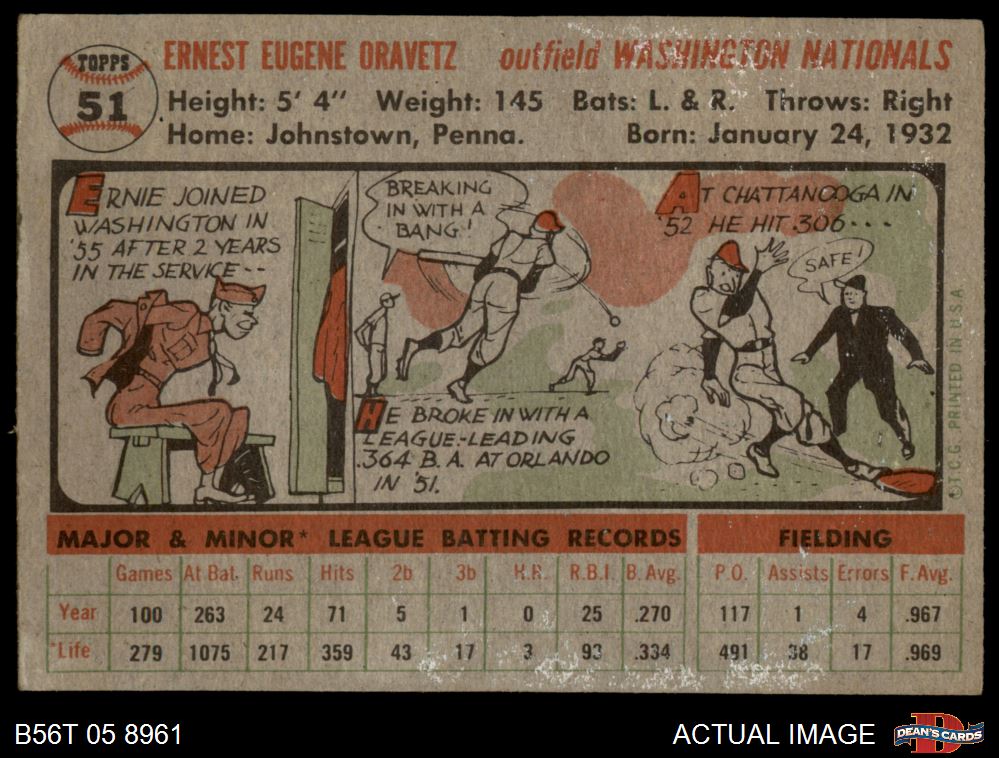 TOPPS
51
ERNEST EUGENE ORAVETZ outfield WASHINGTON NATIONALS
Height: 5' 4" Weight: 145 Bats: L. & R. Throws: Right
Home: Johnstown, Penna. Born: January 24, 1932
ERNIE JOINED
WASHINGTON IN
'55 AFTER 2 YEARS
IN THE SERVICE--
BREAKING
IN WITH A
BANG!
HE BROKE IN WITH A
LEAGUE-LEADING
.364 B.A. AT ORLANDO
IN '51.
AT CHATTANOOGA IN
'52 HE HIT .306----
SAFE!
© T.C.G. PRINTED IN U.S.A.
MAJOR & MINOR* LEAGUE BATTING RECORDS FIELDING
Games At Bat. Runs Hits 2b 3b H.R. R.B.I. B. Avg. P.O. Assists Errors F. Avg.
Year 100 263 24 71 5 1 0 25 .270 117 1 4 .967
*Life 279 1075 217 359 43 17 3 93 .334 491 38 17 .969
B56T 05 8961 ACTUAL IMAGE DEAN'S CARDS